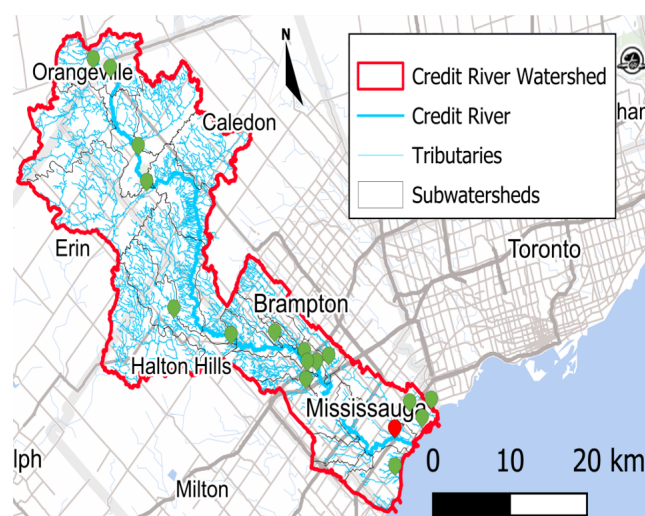 N
Orangeville
Caledon
Erin
Brampton
Halton Hills
Mississauga
Milton
lph
Toronto
han
Credit River Watershed
Credit River
Tributaries
Subwatersheds
0 10 20 km